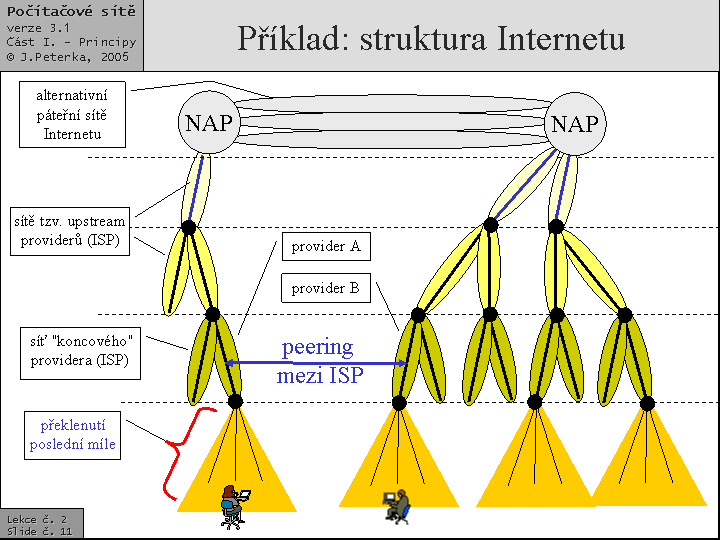 Počítačové sítě
verze 3.1
Část I. - Principy
© J.Peterka, 2005
Příklad: struktura Internetu
alternativní
páteřní sítě
Internetu
NAP
NAP
sítě tzv. upstream
providerů (ISP)
provider A
provider B
síť "koncového"
providera (ISP)
peering
mezi ISP
překlenutí
poslední míle
Lekce č. 2
Slide č. 11